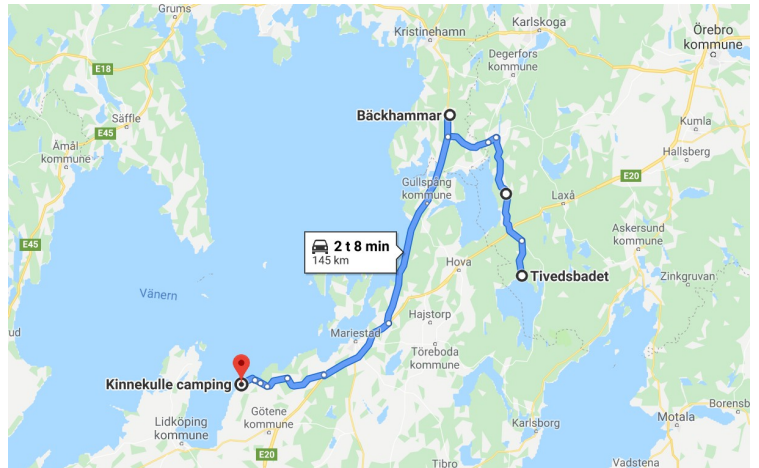 Grums
Karlskoga
Kristinehamn
Örebro
kommune
Degerfors
kommune
E18
Bäckhammar
Säffle
Kumla
E45
Åmål
kommune
Hallsberg
E20
Gullspång
kommune
Laxå
Askersund
kommune
E45
2 t 8 min
145 km
Hova
Tivedsbadet
Zinkgruvan
Vänern
Hajstorp
ud
Mariestad
Töreboda
kommune
Kinnekulle camping
Götene
kommune
Lidköping
kommune
Karlsborg
Borensb
Motala
E20
Tibro
Vadstena